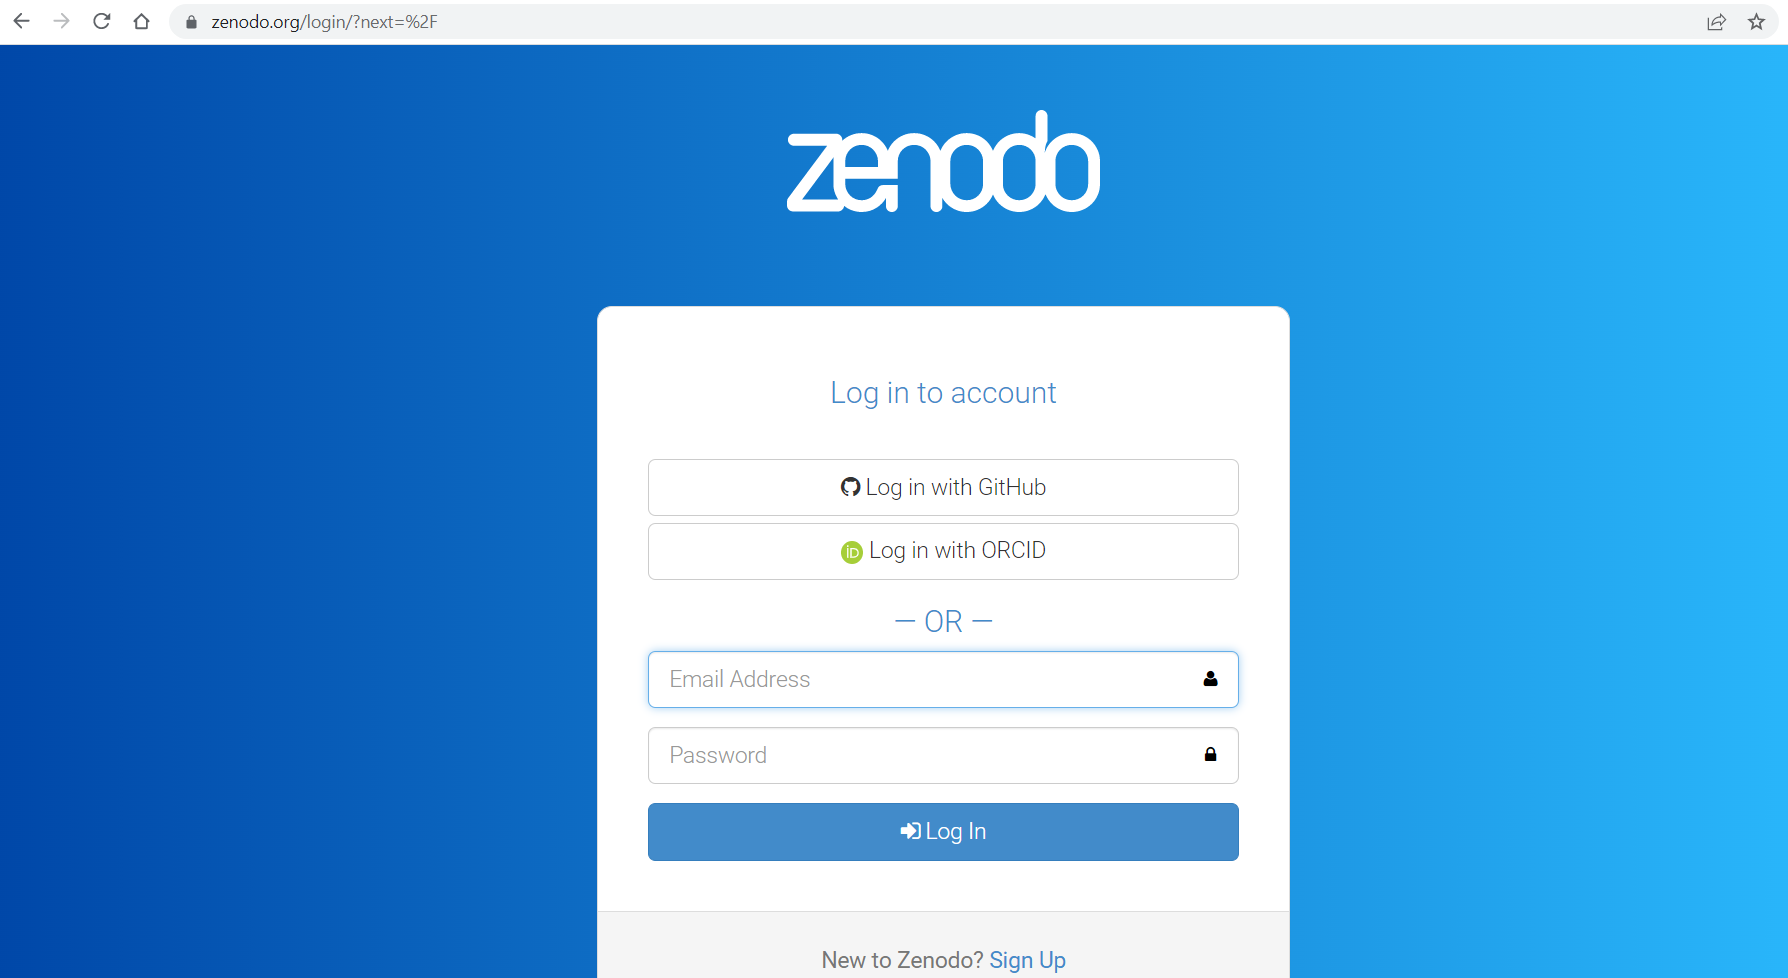 zenodo.org/login/?next=%2F
zenodo
Log in to account
Log in with GitHub
iD Log in with ORCID
— OR —
Email Address
Password
Log In
New to Zenodo? Sign Up